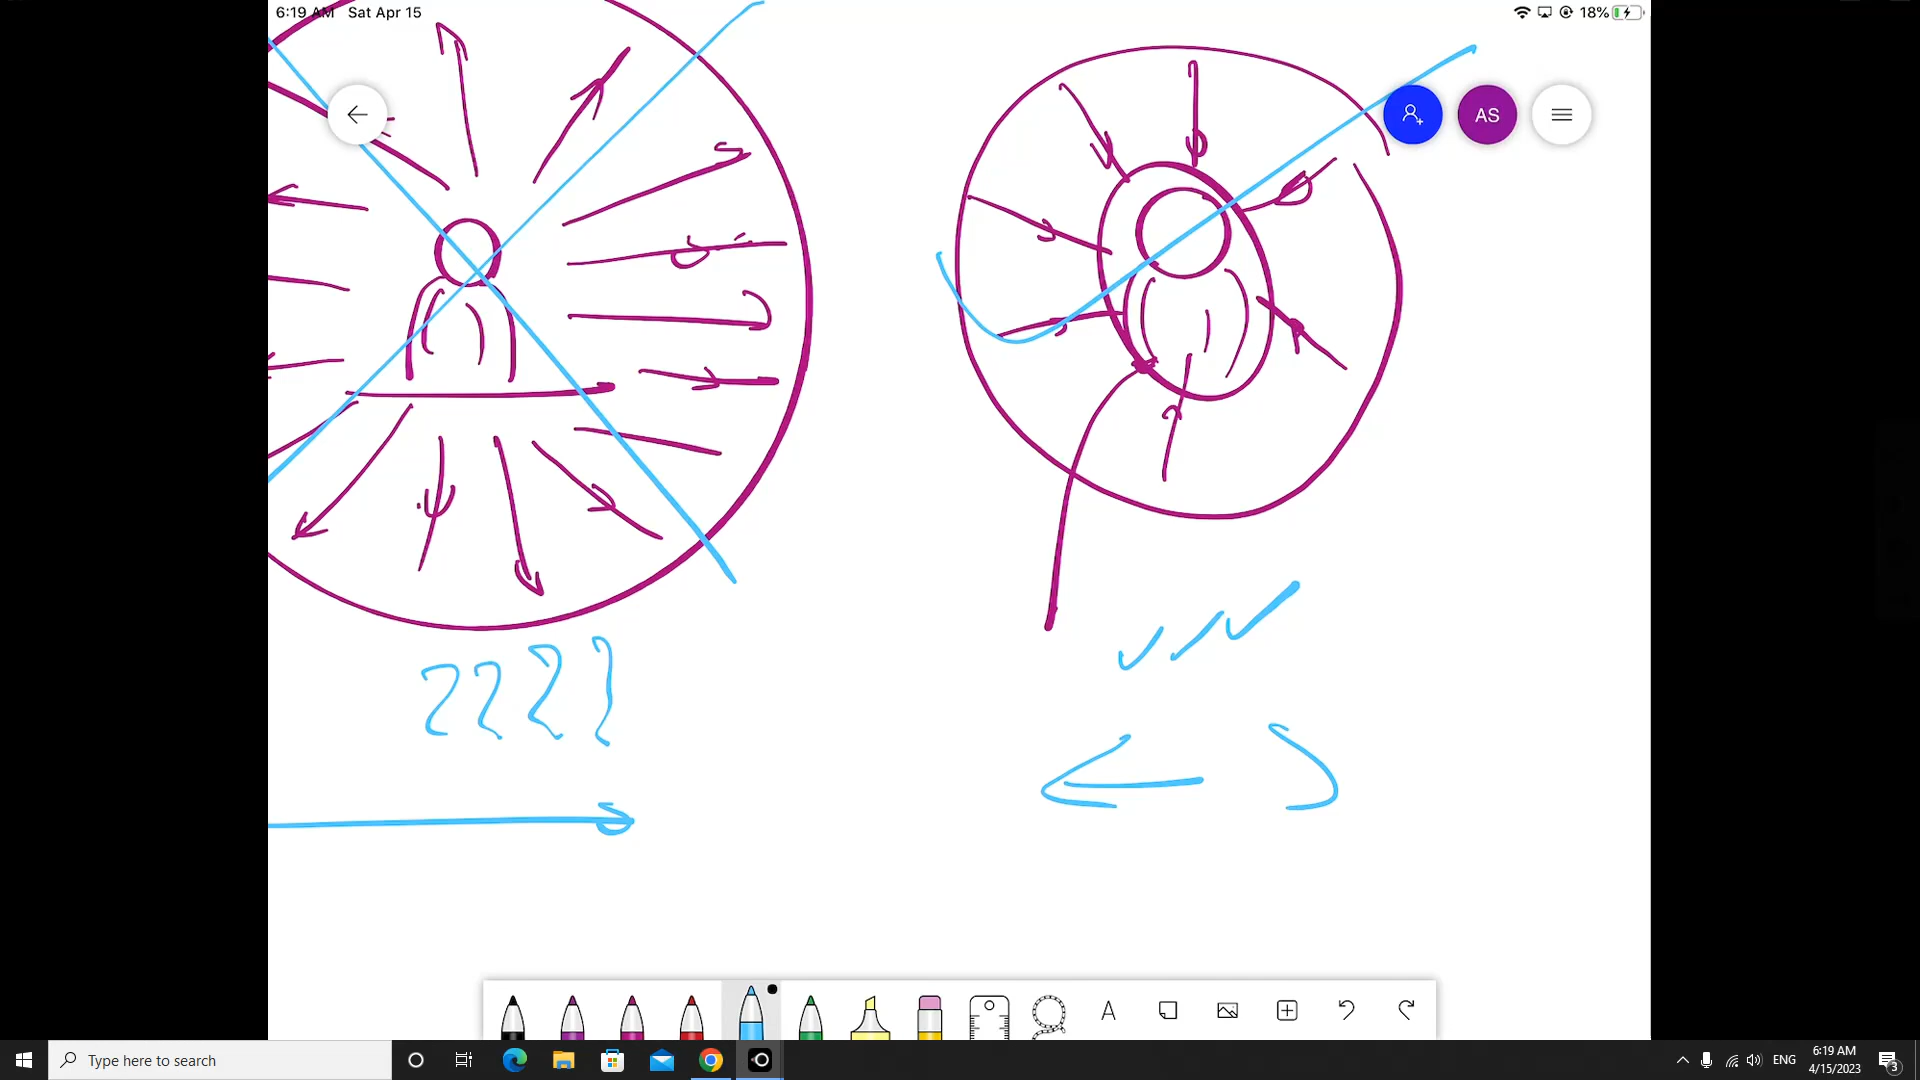 6:19 AM Sat Apr 15
18%
AS
????
A
Type here to search
ENG
6:19 AM
4/15/2023
3